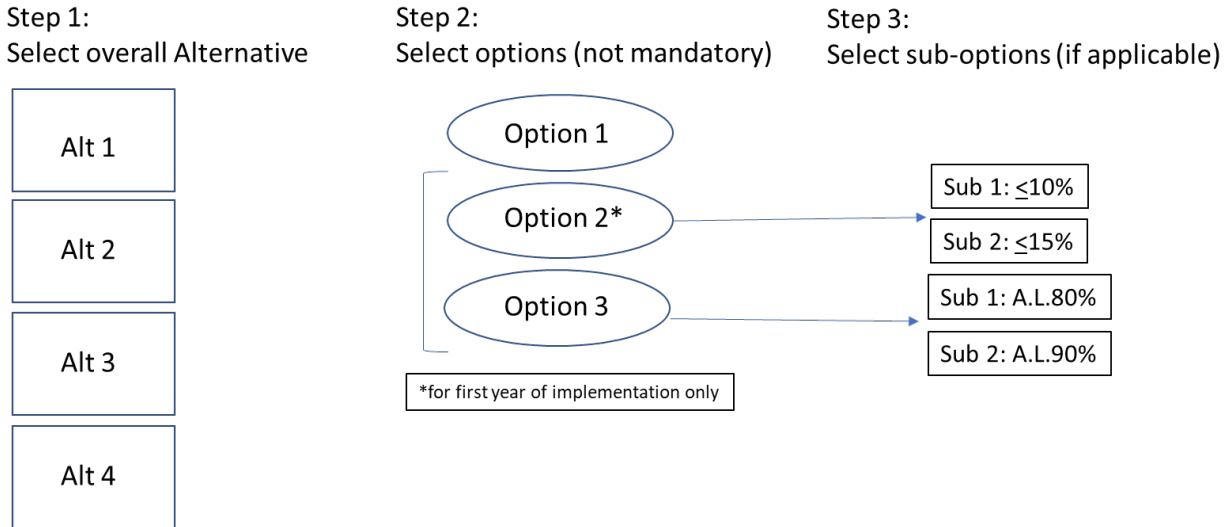 Step 1:
Select overall Alternative
Alt 1
Alt 2
Alt 3
Alt 4
Step 2:
Select options (not mandatory)
Option 1
Option 2*
Option 3
*for first year of implementation only
Step 3:
Select sub-options (if applicable)
Sub 1: ≤10%
Sub 2: ≤15%
Sub 1: A.L.80%
Sub 2: A.L.90%